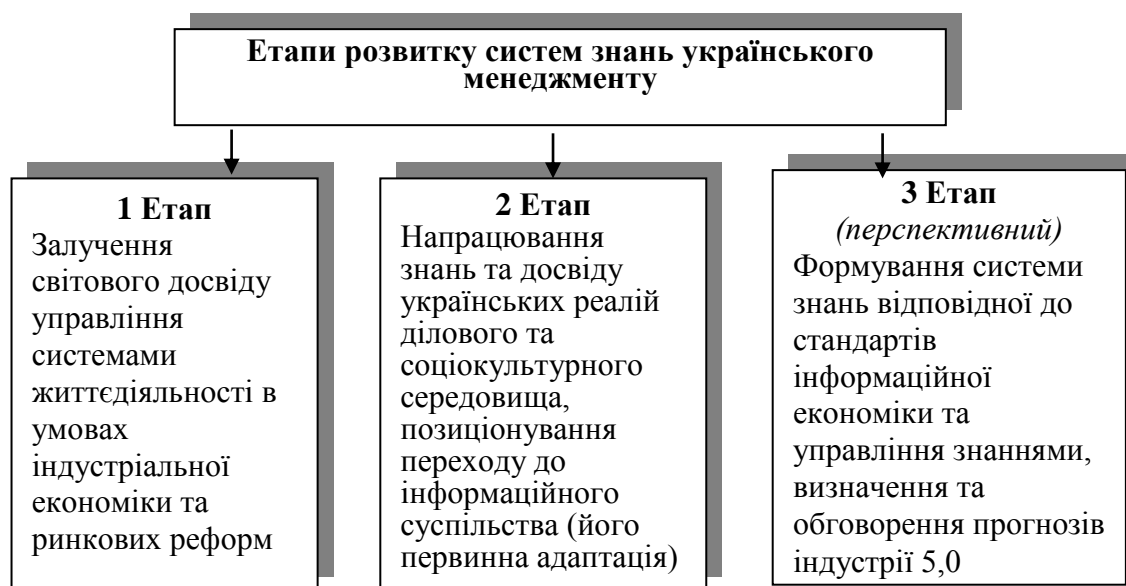 Етапи розвитку систем знань українського
менеджменту
1 Етап
Залучення
світового досвіду
управління
системами
життєдіяльності в
умовах
індустріальної
економіки та
ринкових реформ
2 Етап
Напрацювання
знань та досвіду
українських реалій
ділового та
соціокультурного
середовища,
позиціонування
переходу до
інформаційного
суспільства (його
первинна адаптація)
3 Етап
(перспективний)
Формування системи
знань відповідної до
стандартів
інформаційної
економіки та
управління знаннями,
визначення та
обговорення прогнозів
індустрії 5,0